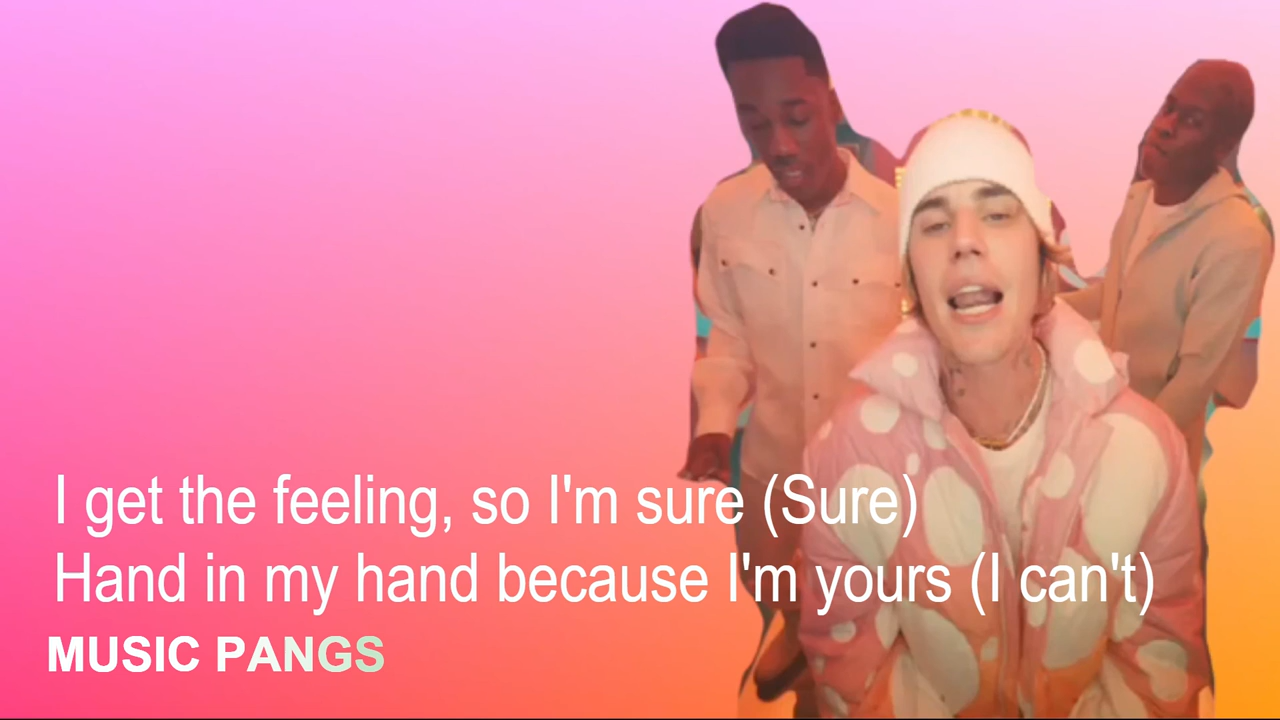 I get the feeling, so I'm sure (Sure)
Hand in my hand because I'm yours (I can't)
MUSIC PANGS